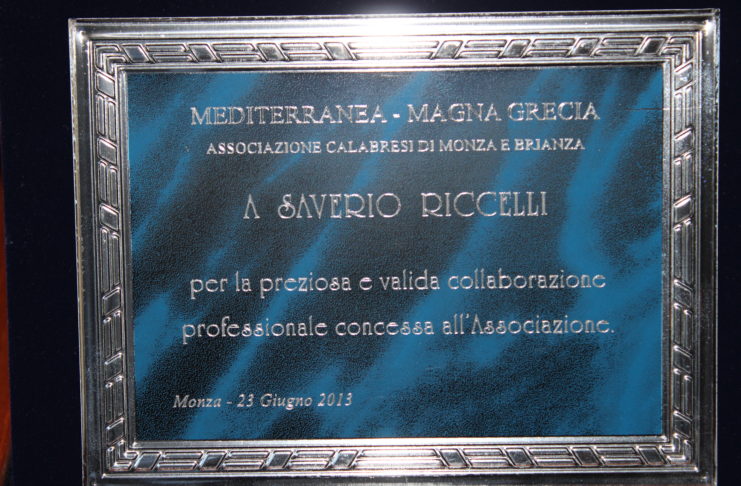 MEDITERRANEA - MAGNA GRECIA
ASSOCIAZIONE CALABRESI DI MONZA E BRIANZA
A SAVERIO RICCELLI
per la preziosa e valida collaborazione
professionale concessa all'Associazione.
Monza - 23 Giugno 2013